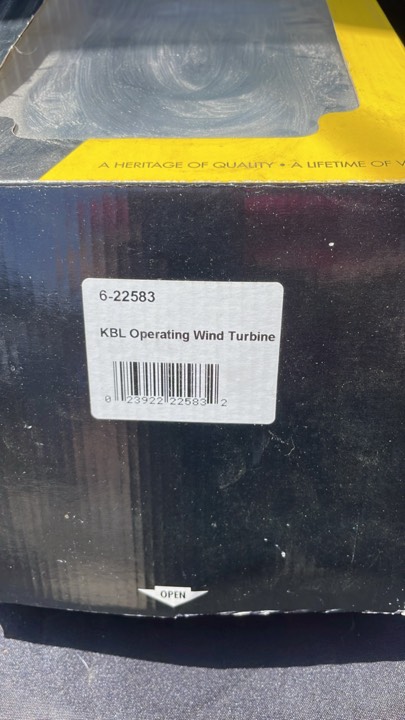 A HERITAGE OF QUALITY • A LIFETIME OF
6-22583
KBL Operating Wind Turbine
0 23922 22583 2
OPEN